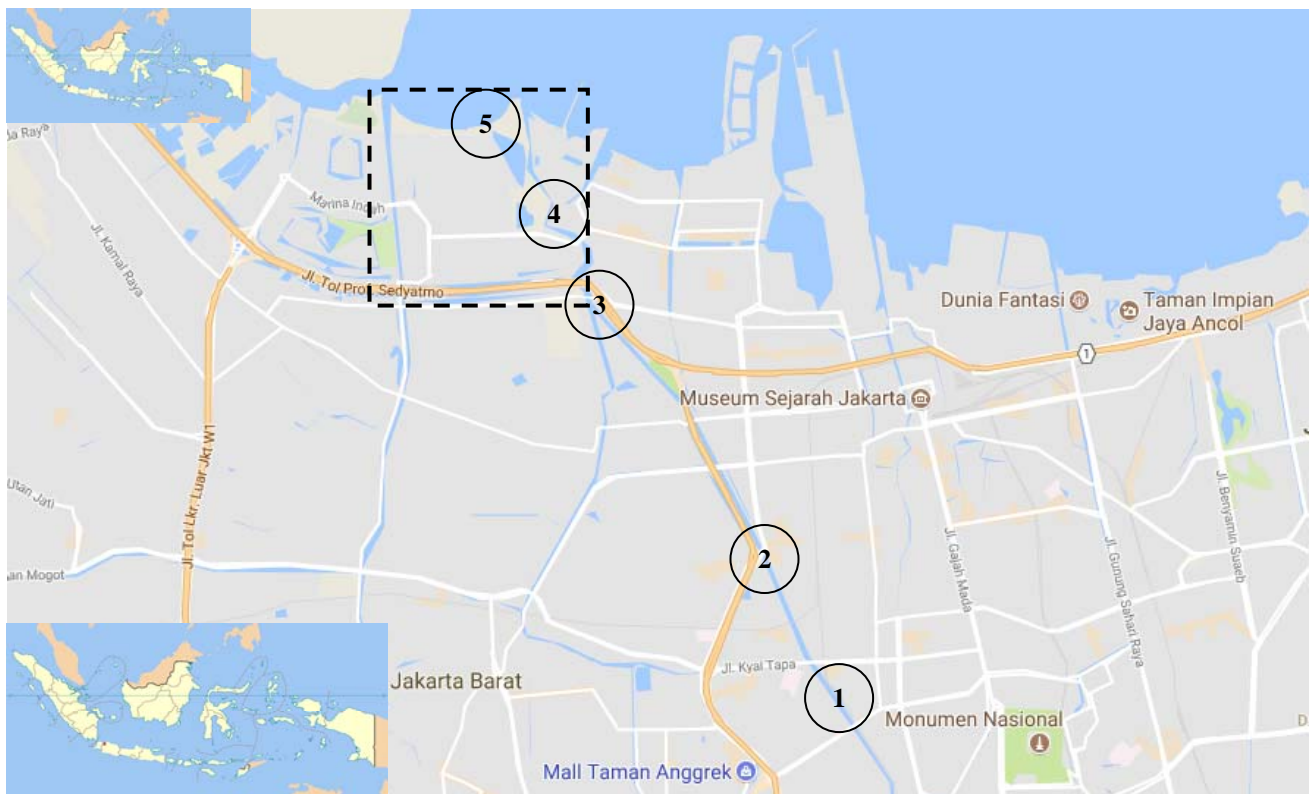 da Raya
5
Marina Indah
4
Jl. Kamal Raya
Jl. Tol Prof. Sedyatmo
3
Dunia Fantasi
Taman Impian
Jaya Ancol
1
Museum Sejarah Jakarta
Jl. Tol Lkr. Luar Jkt W1
Utan Jati
Jl. Benyamin Suaeb
2
Jl. Gajah Mada
Jl. Gunung Sahari Raya
an Mogot
Jl. Kyai Tapa
Jakarta Barat
1
Monumen Nasional
Mall Taman Anggrek